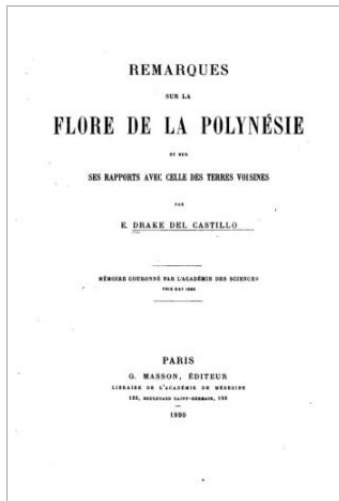 REMARQUES
SUR LA
FLORE DE LA POLYNÉSIE
ET SUR
SES RAPPORTS AVEC CELLE DES TERRES VOISINES
PAR
E. DRAKE DEL CASTILLO
MÉMOIRE COURONNÉ PAR L'ACADÉMIE DES SCIENCES
PRIX GAY
PARIS
G. MASSON, ÉDITEUR
LIBRAIRE DE L'ACADÉMIE DE MÉDECINE
120, BOULEVARD SAINT-GERMAIN, 120
1890